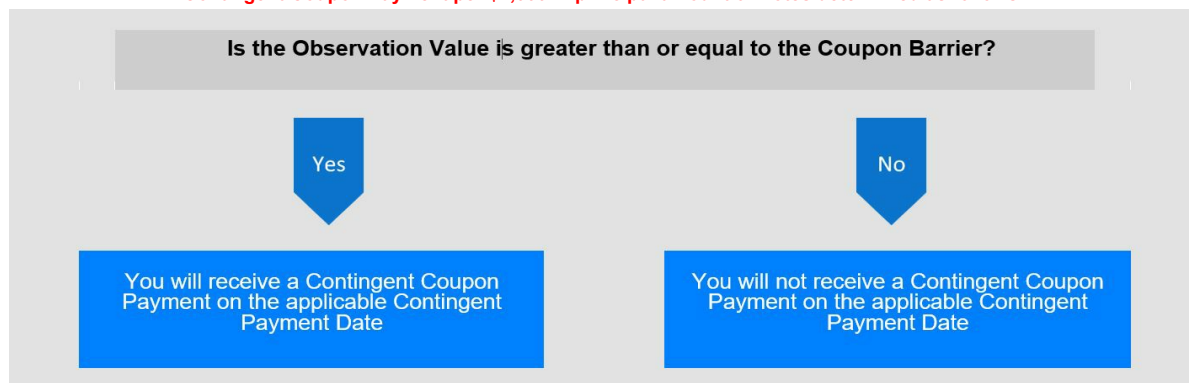 Is the Observation Value is greater than or equal to the Coupon Barrier?
Yes
No
You will receive a Contingent Coupon
Payment on the applicable Contingent
Payment Date
You will not receive a Contingent Coupon
Payment on the applicable Contingent
Payment Date